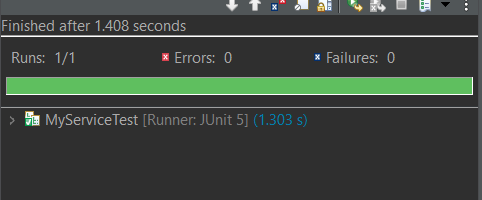 Finished after 1.408 seconds
Runs: 1/1 Errors: 0 Failures: 0
MyServiceTest [Runner: JUnit 5] (1.303 s)